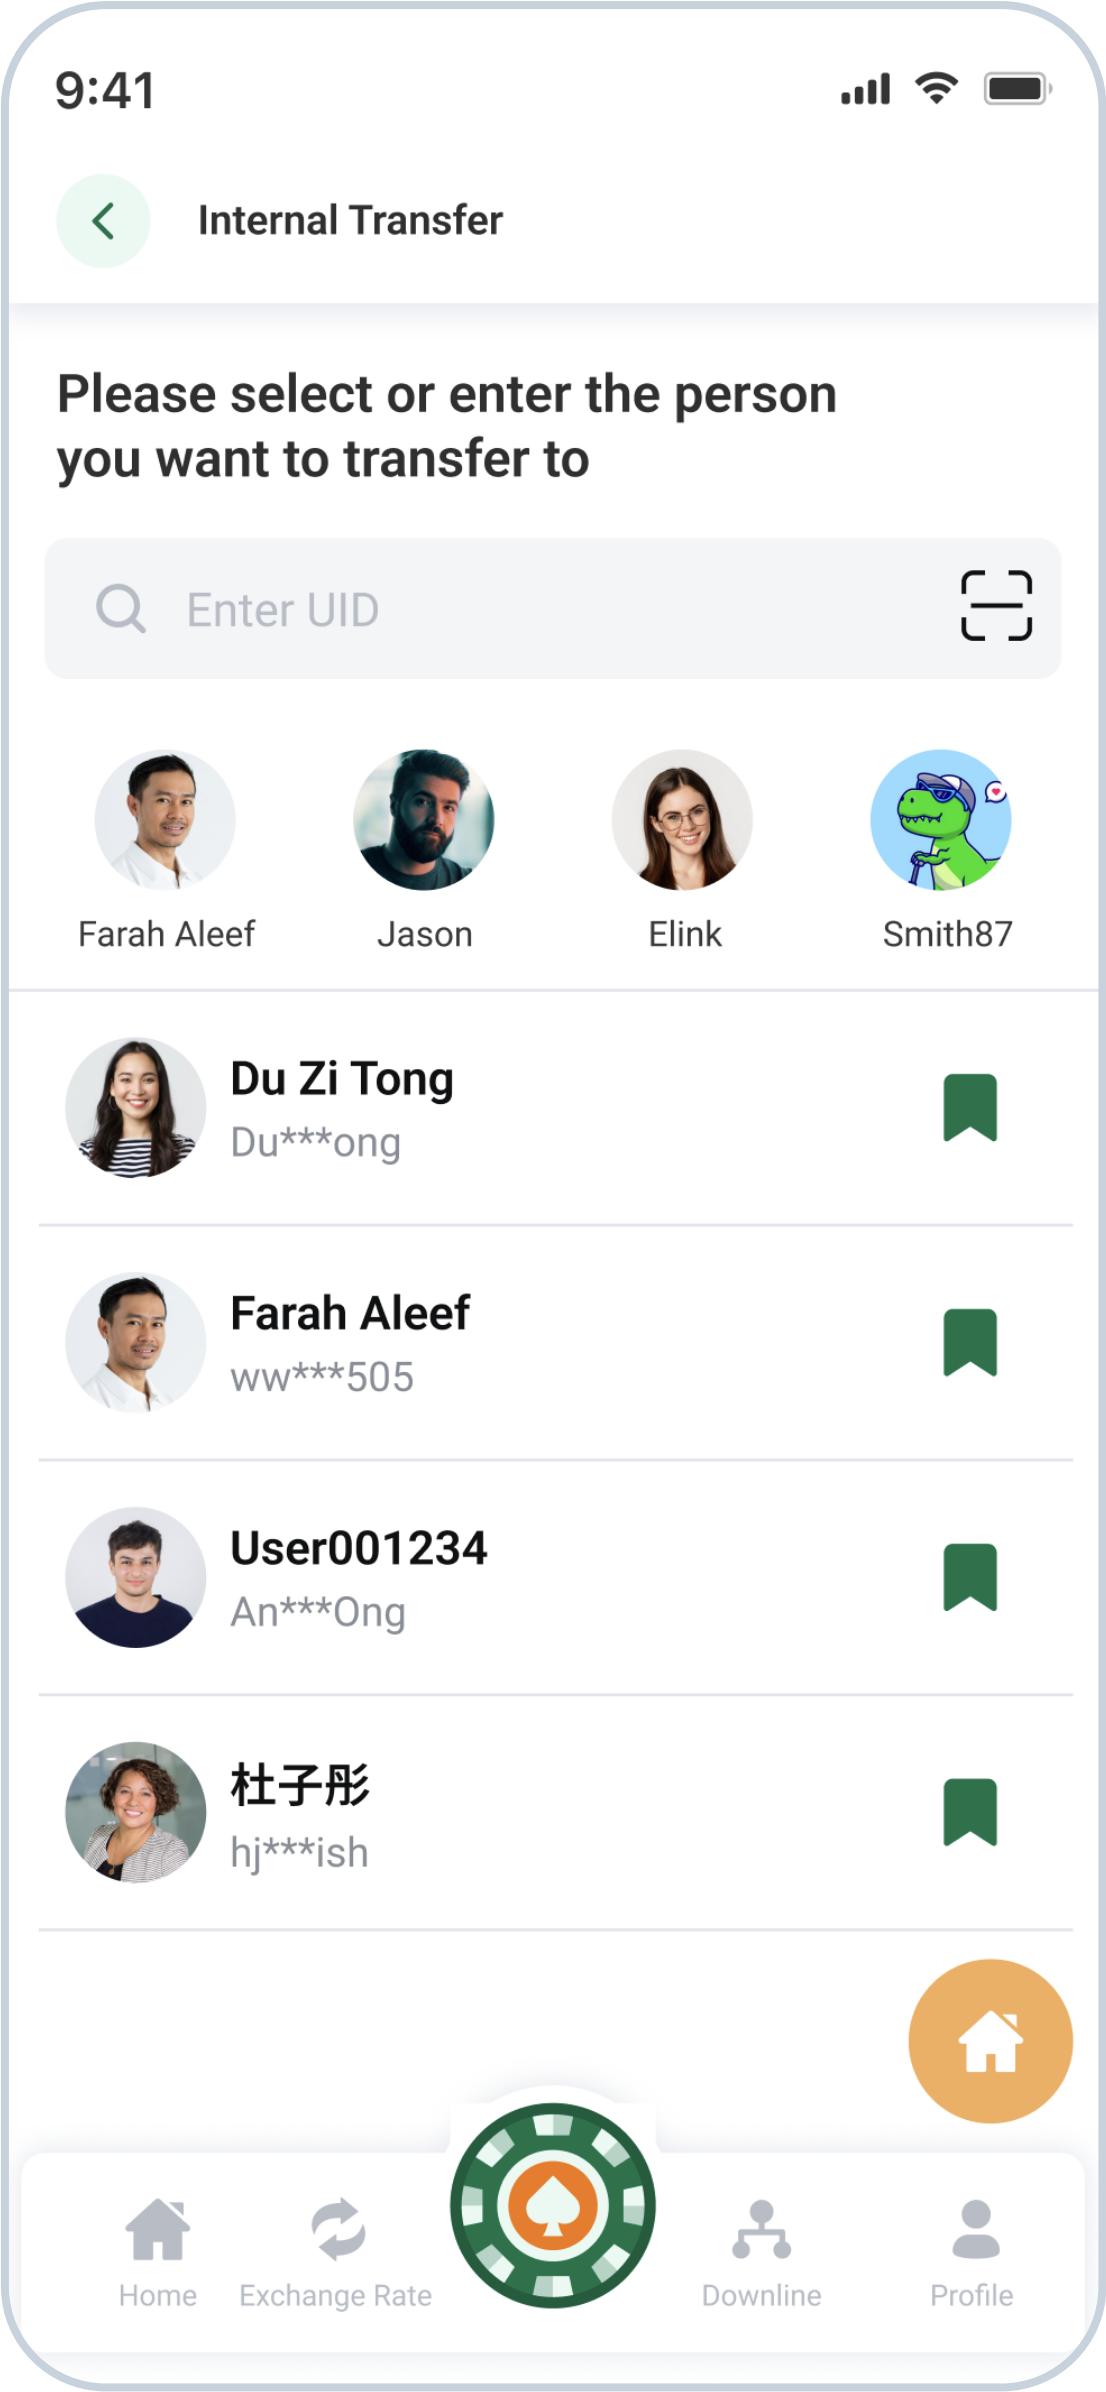 9:41
Internal Transfer
Please select or enter the person
you want to transfer to
Enter UID
Farah Aleef
Jason
Elink
Smith87
Du Zi Tong
Du***ong
Farah Aleef
ww***505
User001234
An***Ong
杜子彤
hj***ish
Home
Exchange Rate
Downline
Profile